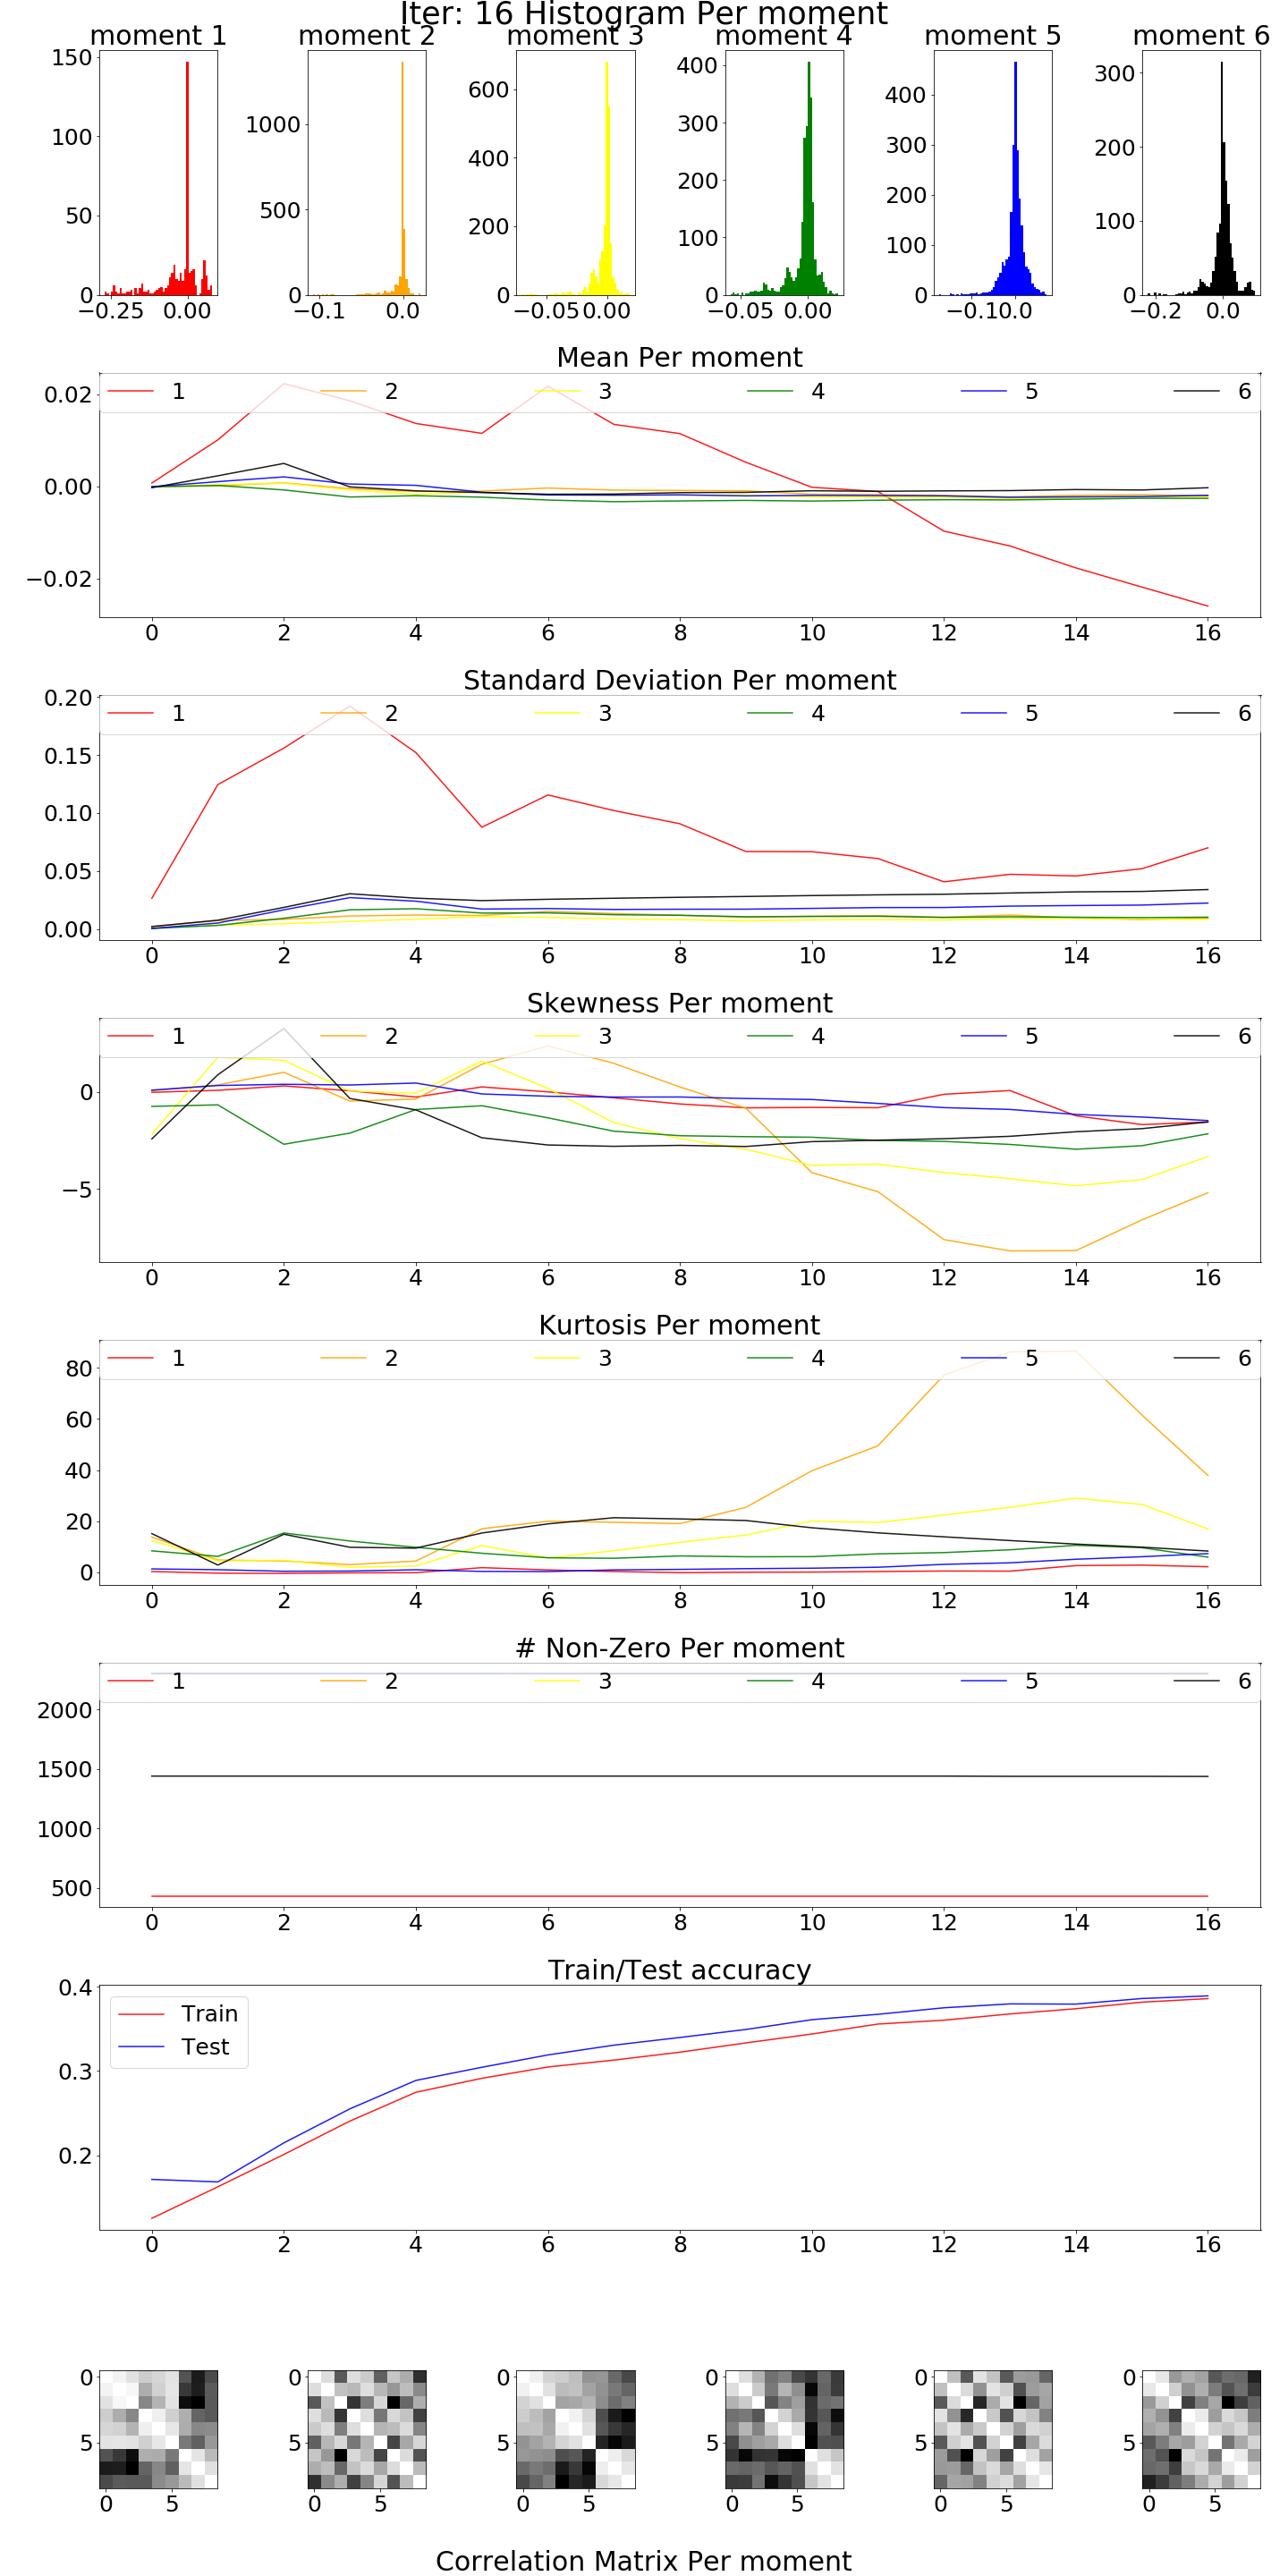 Iter: 16 Histogram Per moment
moment 1 moment 2 moment 3 moment 4 moment 5 moment 6
150
100
50
0
−0.25 0.00
1000
500
0
−0.1 0.0
600
400
200
0
−0.05 0.00
400
300
200
100
0
−0.05 0.00
400
300
200
100
0
−0.10 0.0
300
200
100
0
−0.2 0.0
Mean Per moment
1 2 3 4 5 6
0.02
0.00
−0.02
0 2 4 6 8 10 12 14 16
Standard Deviation Per moment
1 2 3 4 5 6
0.20
0.15
0.10
0.05
0.00
0 2 4 6 8 10 12 14 16
Skewness Per moment
1 2 3 4 5 6
0
−5
0 2 4 6 8 10 12 14 16
Kurtosis Per moment
1 2 3 4 5 6
80
60
40
20
0
0 2 4 6 8 10 12 14 16
# Non-Zero Per moment
1 2 3 4 5 6
2000
1500
1000
500
0 2 4 6 8 10 12 14 16
Train/Test accuracy
Train
Test
0.4
0.3
0.2
0 2 4 6 8 10 12 14 16
0 0 0 0 0 0
5 5 5 5 5 5
0 5 0 5 0 5 0 5 0 5 0 5
Correlation Matrix Per moment